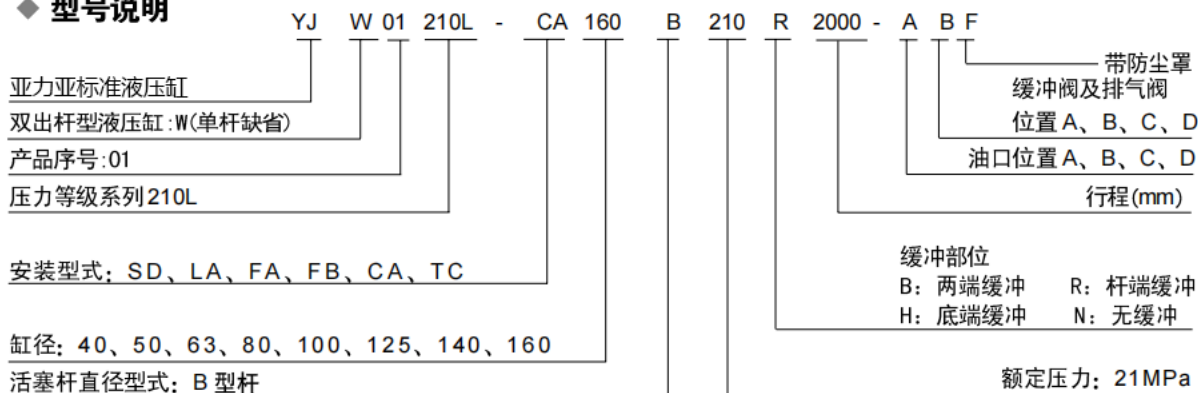 ◆ 型号说明
YJ W 01 210L - CA 160 B 210 R 2000 - A B F
带防尘罩
亚力亚标准液压缸
缓冲阀及排气阀
双出杆型液压缸:W(单杆缺省)
位置A、B、C、D
产品序号:01
油口位置A、B、C、D
压力等级系列210L
行程(mm)
安装型式：SD、LA、FA、FB、CA、TC
缓冲部位
B：两端缓冲 R：杆端缓冲
H：底端缓冲 N：无缓冲
缸径：40、50、63、80、100、125、140、160
活塞杆直径型式：B型杆
额定压力：21MPa